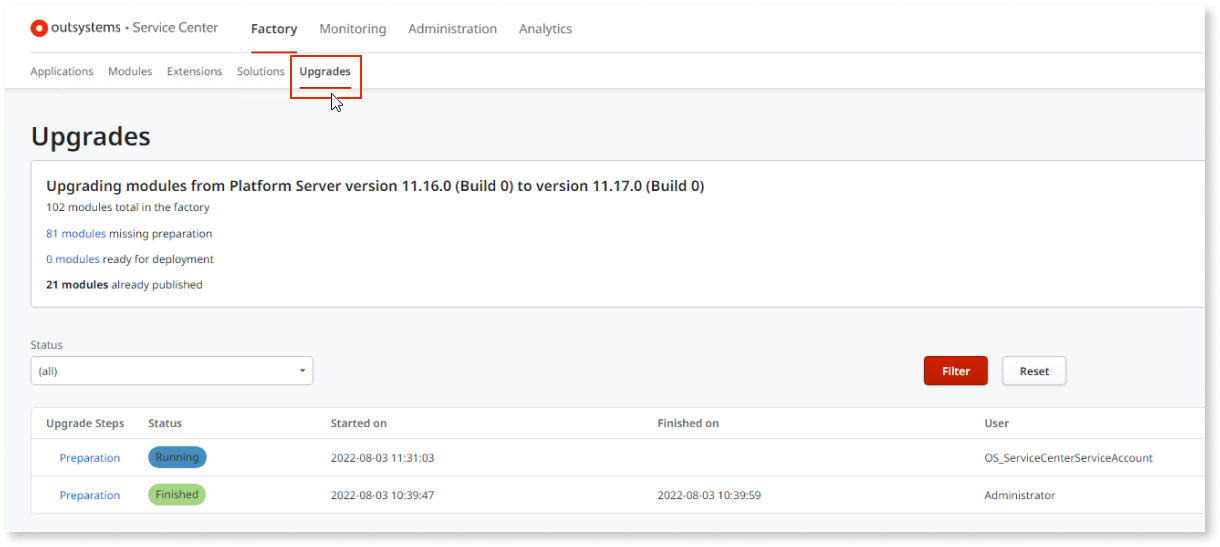 outsystems • Service Center Factory Monitoring Administration Analytics
Applications Modules Extensions Solutions Upgrades
Upgrades
Upgrading modules from Platform Server version 11.16.0 (Build 0) to version 11.17.0 (Build 0)
102 modules total in the factory
81 modules missing preparation
0 modules ready for deployment
21 modules already published
Status
(all) Filter Reset
Upgrade Steps Status Started on Finished on User
Preparation Running 2022-08-03 11:31:03 OS_ServiceCenterServiceAccount
Preparation Finished 2022-08-03 10:39:47 2022-08-03 10:39:59 Administrator